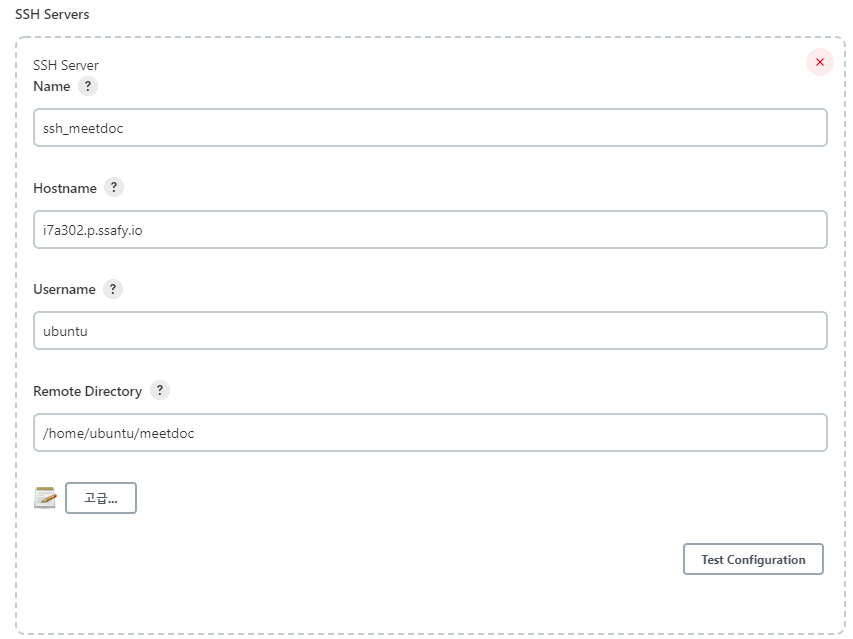 SSH Servers
SSH Server
Name ?
ssh_meetdoc
Hostname ?
i7a302.p.ssafy.io
Username ?
ubuntu
Remote Directory ?
/home/ubuntu/meetdoc
고급...
Test Configuration